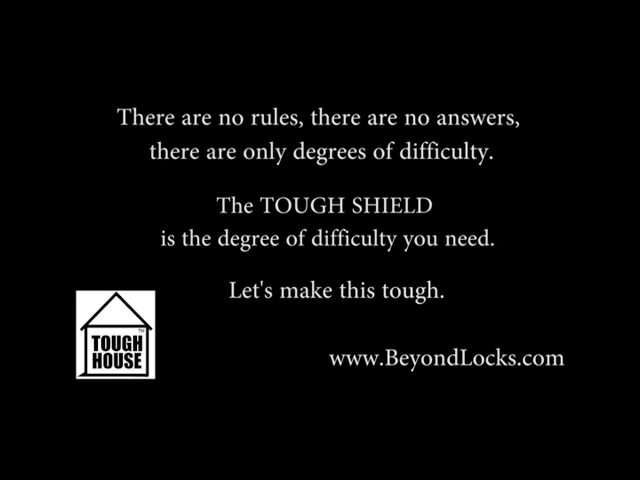 There are no rules, there are no answers,
there are only degrees of difficulty.
The TOUGH SHIELD
is the degree of difficulty you need.
Let's make this tough.
TM
TOUGH
HOUSE
www.BeyondLocks.com